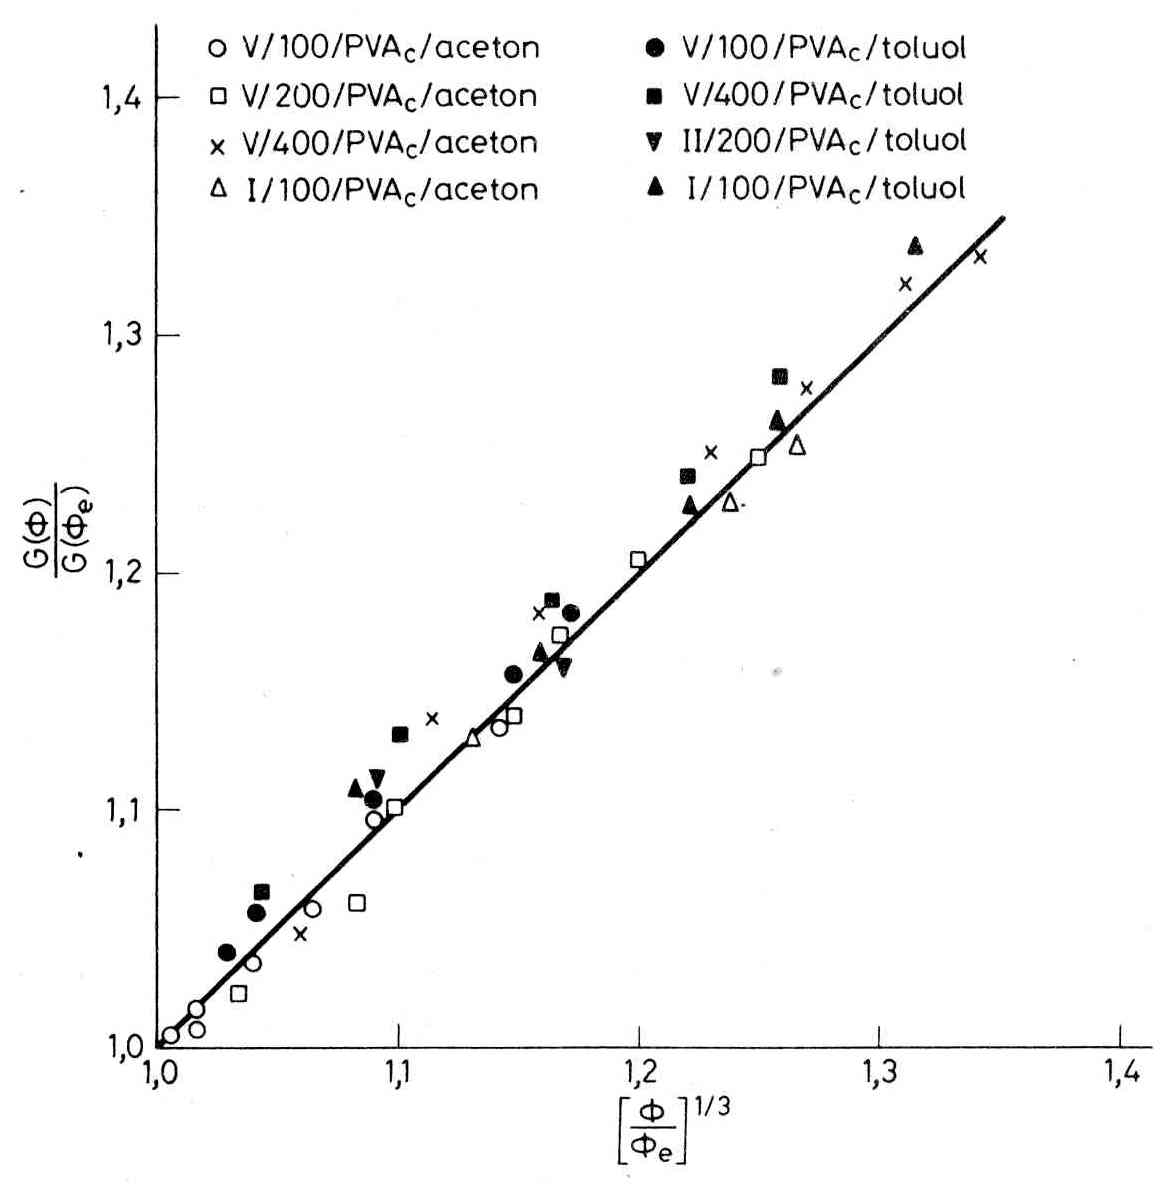 V/100/PVAc/aceton
V/200/PVAc/aceton
V/400/PVAc/aceton
I/100/PVAc/aceton
V/100/PVAc/toluol
V/400/PVAc/toluol
II/200/PVAc/toluol
I/100/PVAc/toluol
1,4
1,3
1,2
1,1
1,0
G(Φ)
G(Φe)
1,0 1,1 1,2 1,3 1,4
[Φ/Φe]1/3